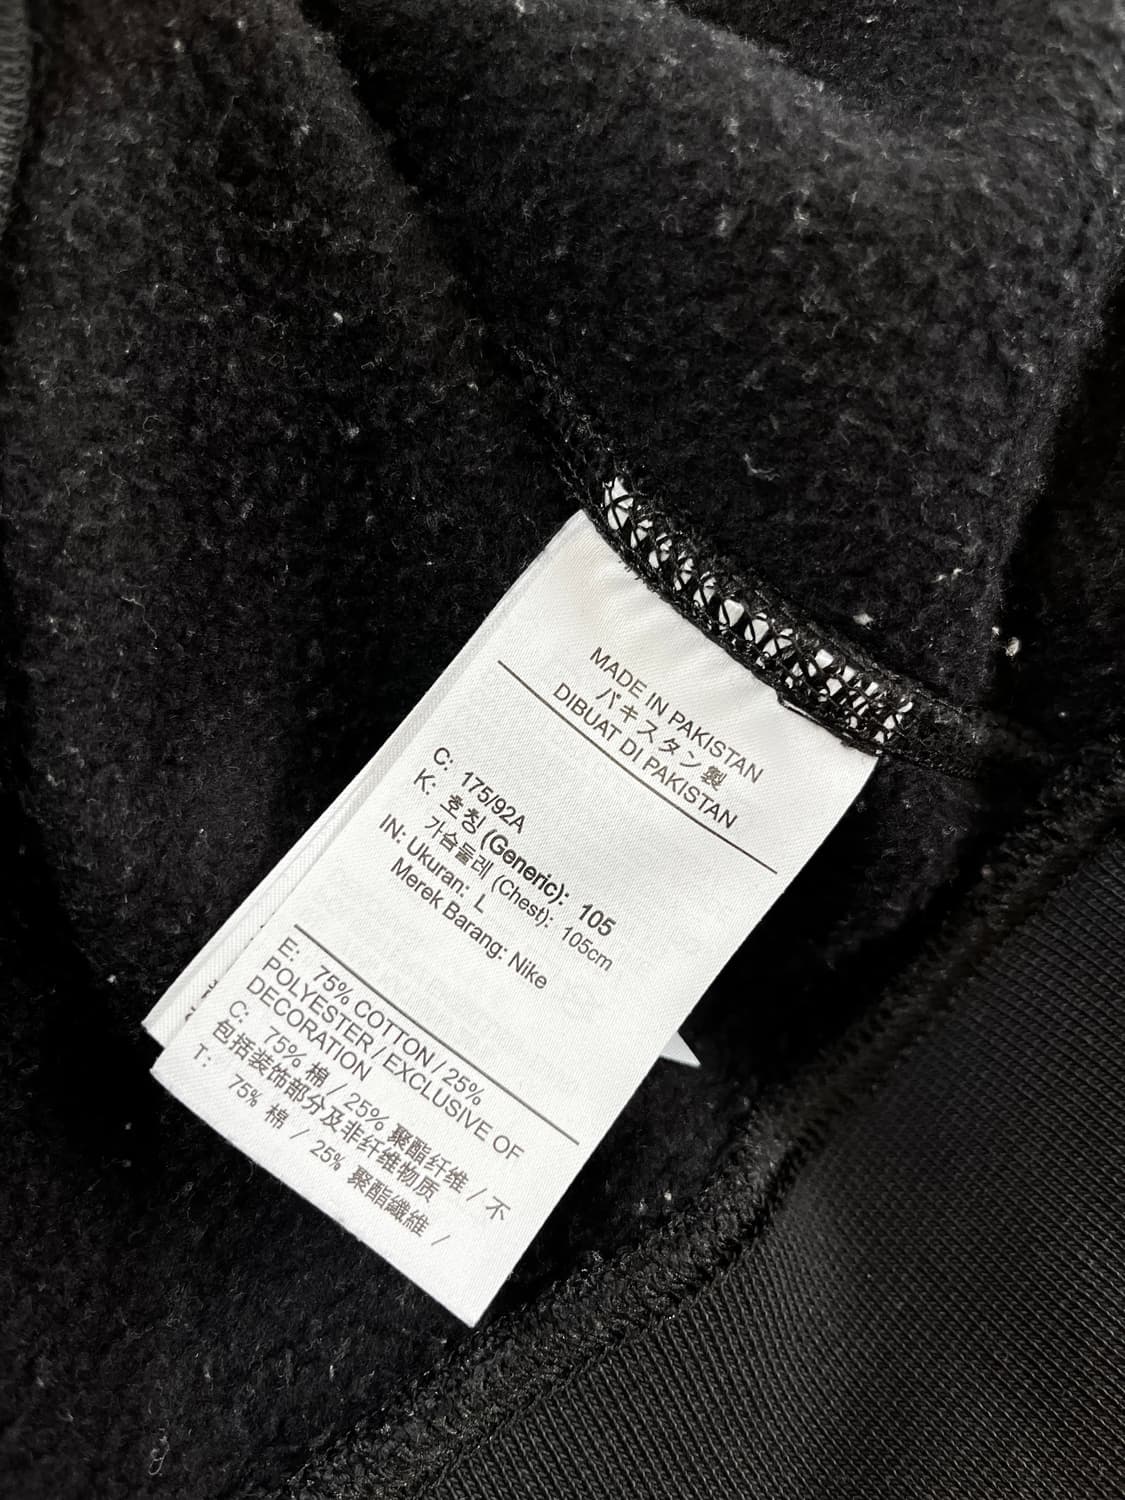 MADE IN PAKISTAN
パキスタン製
DIBUAT DI PAKISTAN
C: 175/92A
K: 호칭 (Generic): 105
가슴둘레 (Chest): 105cm
IN: Ukuran: L
Merek Barang: Nike
E: 75% COTTON / 25%
POLYESTER / EXCLUSIVE OF
DECORATION
C: 75% 棉 / 25% 聚酯纤维 / 不
包括装饰部分及非纤维物质
T: 75% 棉 / 25% 聚酯纖維 /